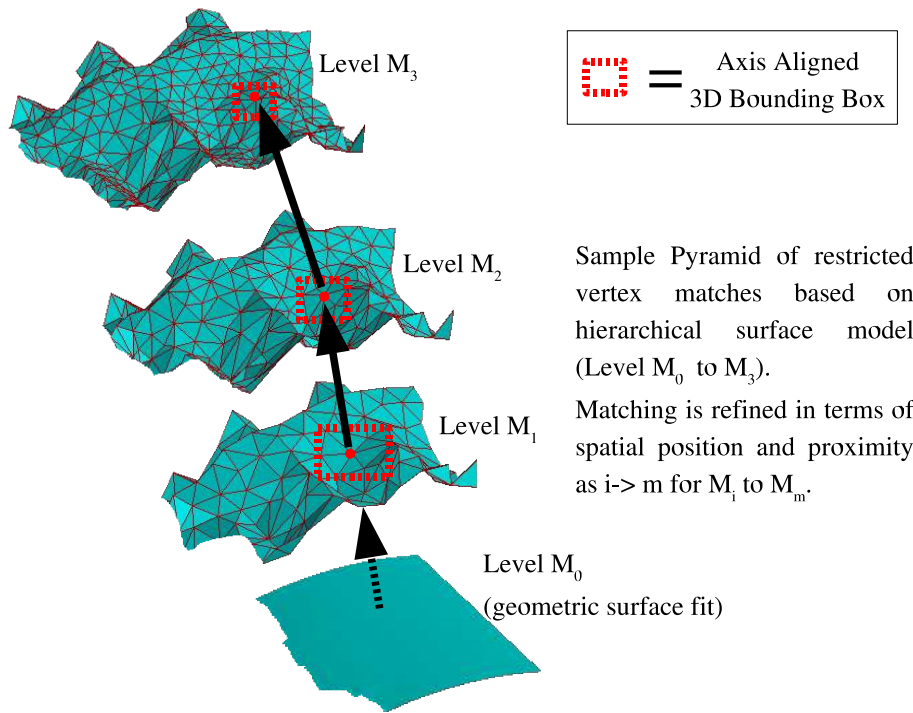 Level M3
Axis Aligned
3D Bounding Box
=
Level M2
Sample Pyramid of restricted
vertex matches based on
hierarchical surface model
(Level M0 to M3).
Matching is refined in terms of
spatial position and proximity
as i-> m for Mi to Mm.
Level M1
Level M0
(geometric surface fit)